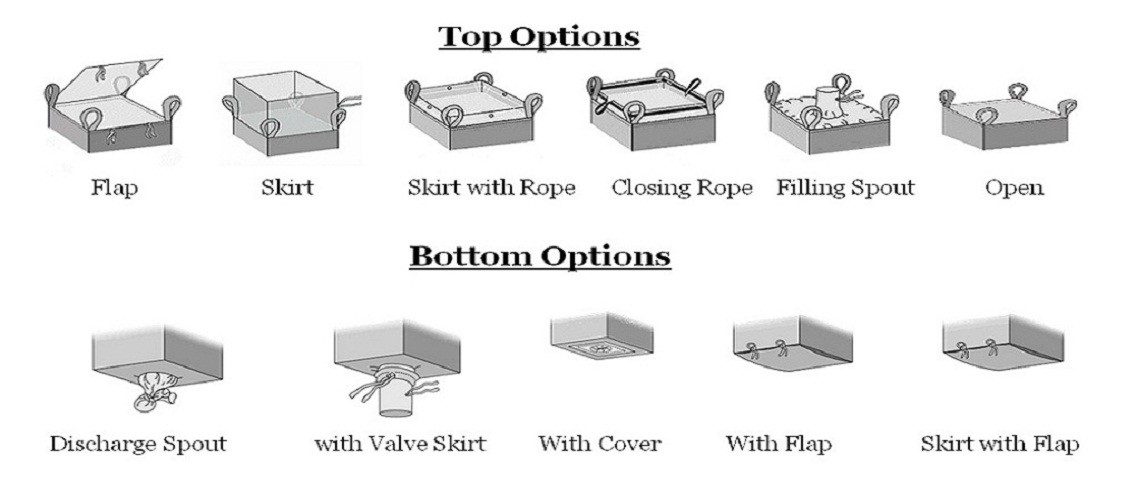 Top Options
Flap
Skirt
Skirt with Rope
Closing Rope
Filling Spout
Open
Bottom Options
Discharge Spout
with Valve Skirt
With Cover
With Flap
Skirt with Flap